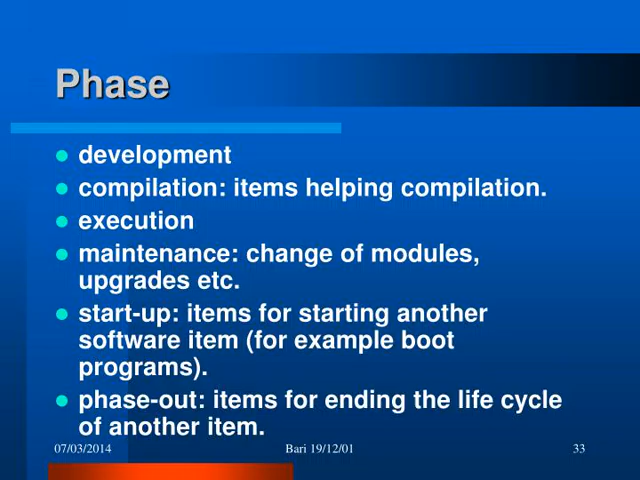 Phase
development
compilation: items helping compilation.
execution
maintenance: change of modules,
upgrades etc.
start-up: items for starting another
software item (for example boot
programs).
phase-out: items for ending the life cycle
of another item.
07/03/2014 Bari 19/12/01 33